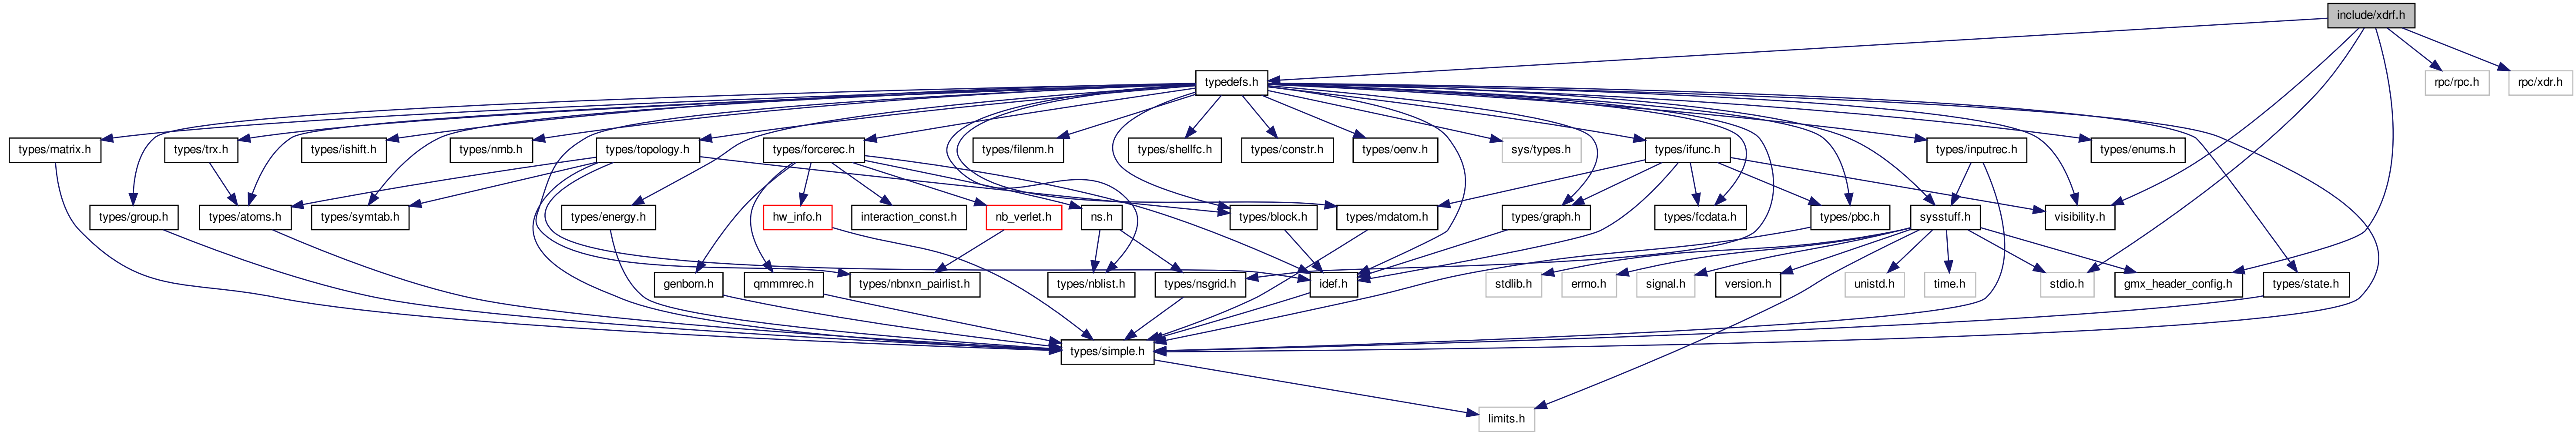 include/xdrf.h
typedefs.h
rpc/rpc.h
rpc/xdr.h
types/matrix.h
types/trx.h
types/ishift.h
types/nrnb.h
types/topology.h
types/forcerec.h
types/filenm.h
types/shellfc.h
types/constr.h
types/oenv.h
sys/types.h
types/ifunc.h
types/inputrec.h
types/enums.h
types/group.h
types/atoms.h
types/symtab.h
types/energy.h
hw_info.h
interaction_const.h
nb_verlet.h
ns.h
types/block.h
types/mdatom.h
types/graph.h
types/fcdata.h
types/pbc.h
sysstuff.h
visibility.h
genborn.h
qmmmrec.h
types/nbnxn_pairlist.h
types/nblist.h
types/nsgrid.h
idef.h
stdlib.h
errno.h
signal.h
version.h
unistd.h
time.h
stdio.h
gmx_header_config.h
types/state.h
types/simple.h
limits.h